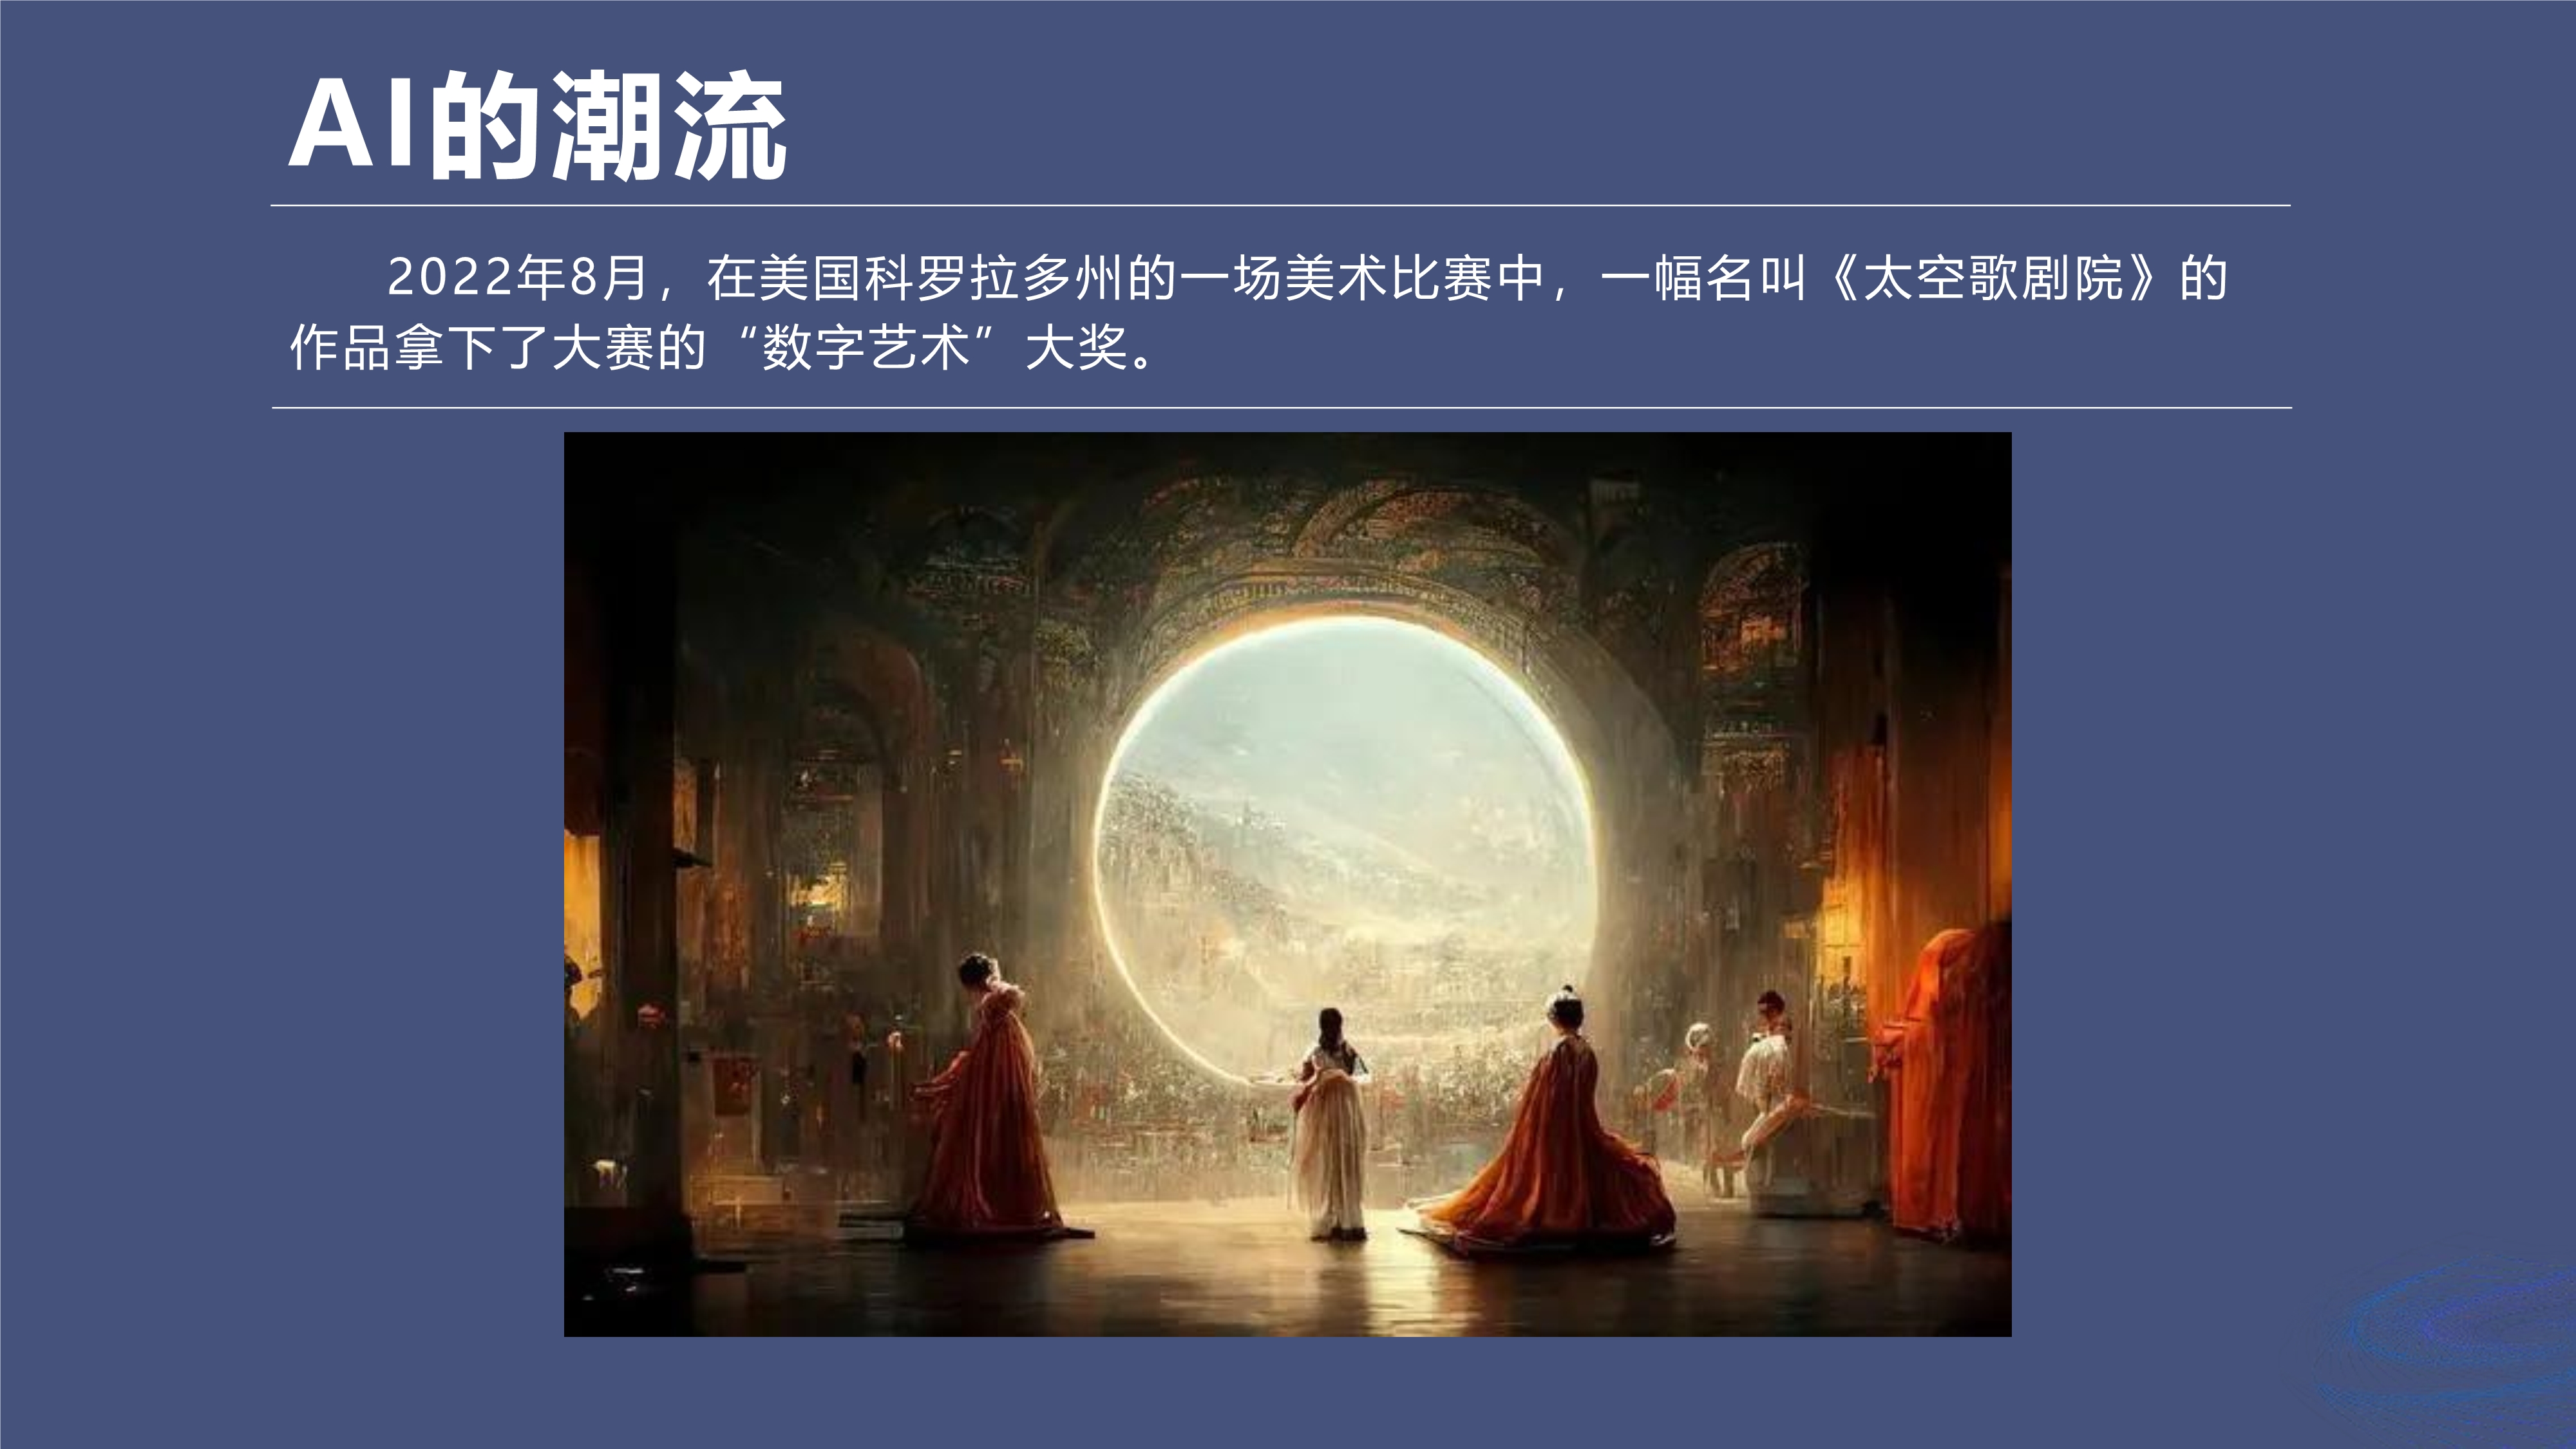 AI的潮流
2022年8月，在美国科罗拉多州的一场美术比赛中，一幅名叫《太空歌剧院》的
作品拿下了大赛的“数字艺术”大奖。